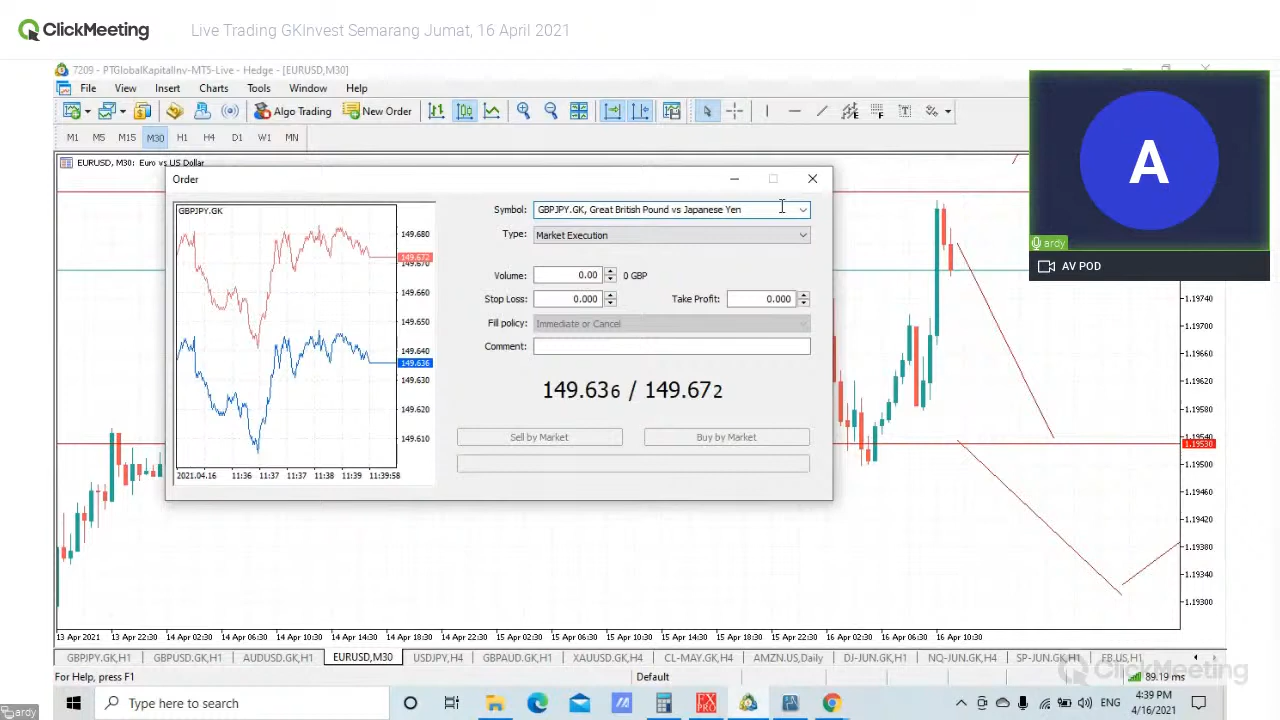 ClickMeeting
Live Trading GKInvest Semarang Jumat, 16 April 2021
7209 - PTGlobalKapitalInv-MT5-Live - Hedge - [EURUSD,M30]
File View Insert Charts Tools Window Help
Algo Trading New Order
M1 M5 M15 M30 H1 H4 D1 W1 MN
EURUSD, M30: Euro vs US Dollar
Order
GBPJPY.GK
149.680
149.672
149.670
149.660
149.650
149.640
149.636
149.630
149.620
149.610
2021.04.16 11:36 11:37 11:37 11:38 11:39 11:39:58
Symbol: GBPJPY.GK, Great British Pound vs Japanese Yen
Type: Market Execution
Volume: 0.00 0 GBP
Stop Loss: 0.000 Take Profit: 0.000
Fill policy: Immediate or Cancel
Comment:
149.636 / 149.672
Sell by Market Buy by Market
A
ardy
AV POD
1.19740
1.19700
1.19660
1.19620
1.19580
1.19540
1.19530
1.19500
1.19460
1.19420
1.19380
1.19340
1.19300
13 Apr 2021 13 Apr 22:30 14 Apr 02:30 14 Apr 06:30 14 Apr 10:30 14 Apr 14:30 14 Apr 18:30 14 Apr 22:30 15 Apr 02:30 15 Apr 06:30 15 Apr 10:30 15 Apr 14:30 15 Apr 18:30 15 Apr 22:30 16 Apr 02:30 16 Apr 06:30 16 Apr 10:30
GBPJPY.GK,H1 GBPUSD.GK,H1 AUDUSD.GK,H1 EURUSD,M30 USDJPY,H4 GBPAUD.GK,H1 XAUUSD.GK,H4 CL-MAY.GK,H4 AMZN.US,Daily DJ-JUN.GK,H1 NQ-JUN.GK,H4 SP-JUN.GK,H1 FB.US,H1
ClickMeeting
For Help, press F1 Default 89.19 ms
Type here to search
ENG
4:39 PM
4/16/2021
ardy